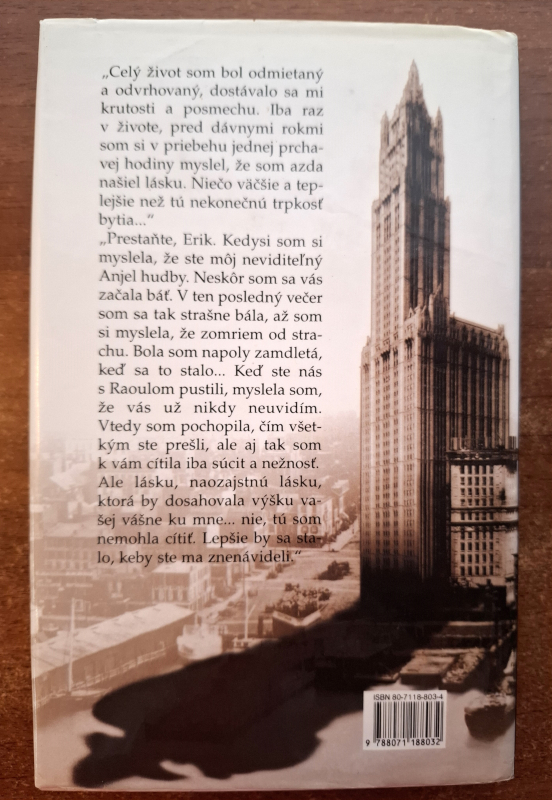 „Celý život som bol odmietaný
a odvrhovaný, dostávalo sa mi
krutosti a posmechu. Iba raz
v živote, pred dávnymi rokmi
som si v priebehu jednej prcha-
vej hodiny myslel, že som azda
našiel lásku. Niečo väčšie a tep-
lejšie než tú nekonečnú trpkosť
bytia...“
„Prestaňte, Erik. Kedysi som si
myslela, že ste môj neviditeľný
Anjel hudby. Neskôr som sa vás
začala báť. V ten posledný večer
som sa tak strašne bála, až som
si myslela, že zomriem od stra-
chu. Bola som napoly zamdletá,
keď sa to stalo... Keď ste nás
s Raoulom pustili, myslela som,
že vás už nikdy neuvidím.
Vtedy som pochopila, čím všet-
kým ste prešli, ale aj tak som
k vám cítila iba súcit a nežnosť.
Ale lásku, naozajstnú lásku,
ktorá by dosahovala výšku va-
šej vášne ku mne... nie, tú som
nemohla cítiť. Lepšie by sa sta-
lo, keby ste ma znenávideli.“
ISBN 80-7118-803-4
9 788071 188032